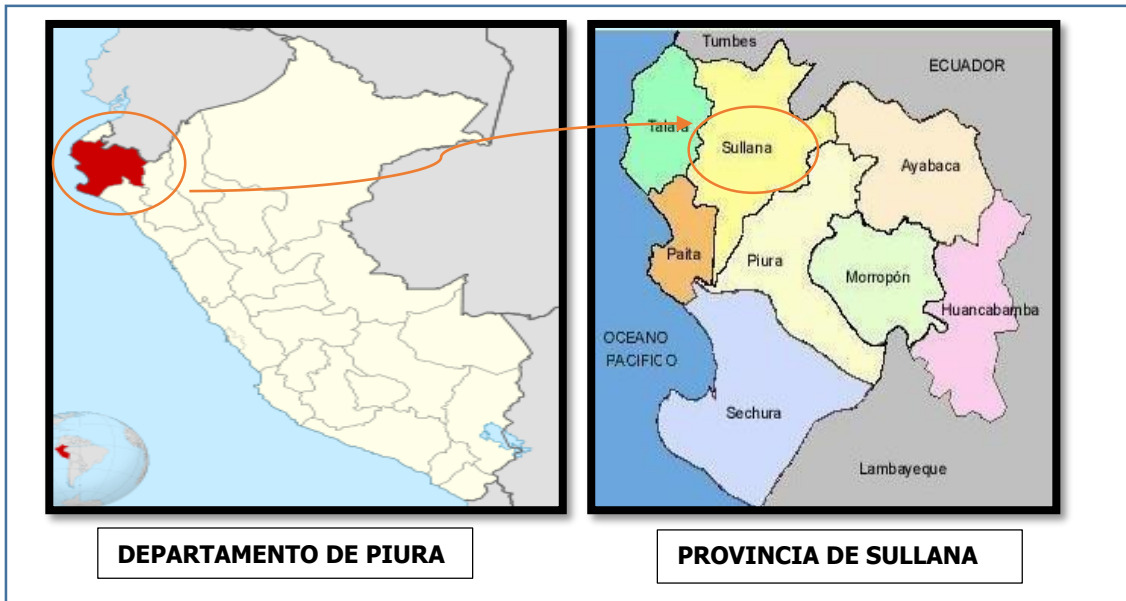 Tumbes
ECUADOR
Talara
Sullana
Ayabaca
Paita
Piura
Morropón
Huancabamba
OCEANO
PACIFICO
Sechura
Lambayeque
DEPARTAMENTO DE PIURA
PROVINCIA DE SULLANA